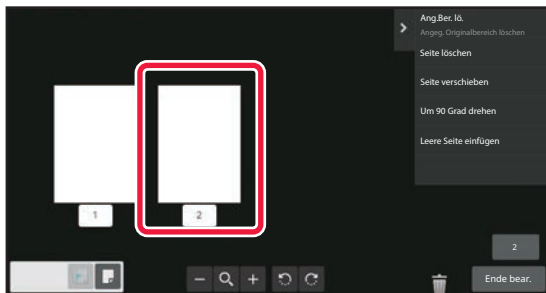 Ang.Ber. lö.
Angeg. Originalbereich löschen
Seite löschen
Seite verschieben
Um 90 Grad drehen
Leere Seite einfügen
1
2
2
Ende bear.